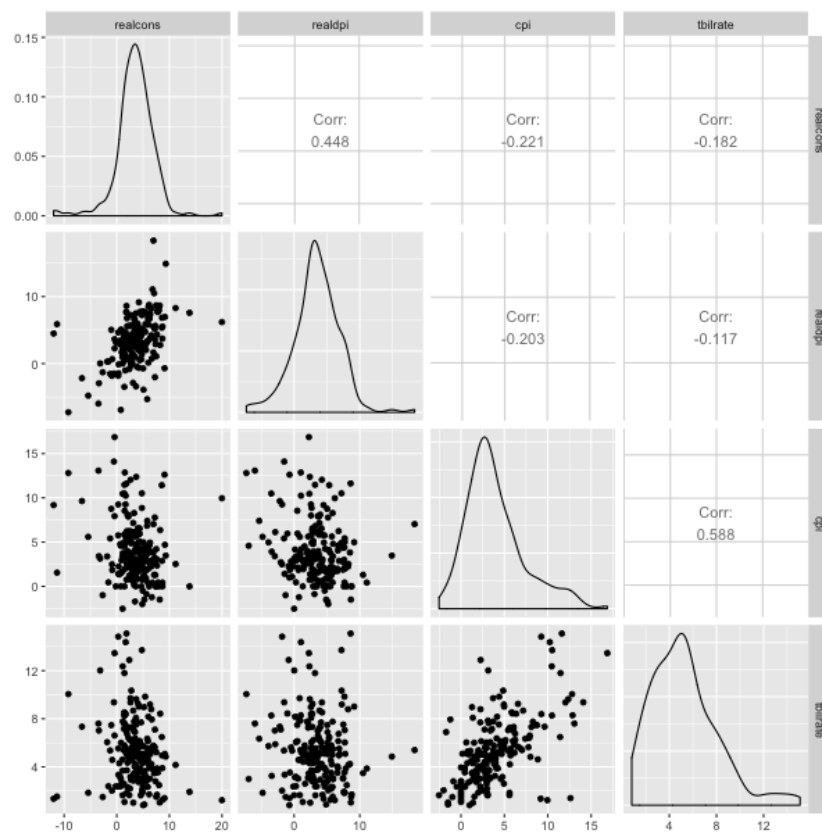 realcons realdpi cpi tbilrate
0.15
0.10
0.05
0.00
Corr:
0.448
Corr:
-0.221
Corr:
-0.182
realcons
10
0
Corr:
-0.203
Corr:
-0.117
realdpi
15
10
5
0
Corr:
0.588
cpi
12
8
4
tbilrate
-10 0 10 20 0 10 0 5 10 15 4 8 12